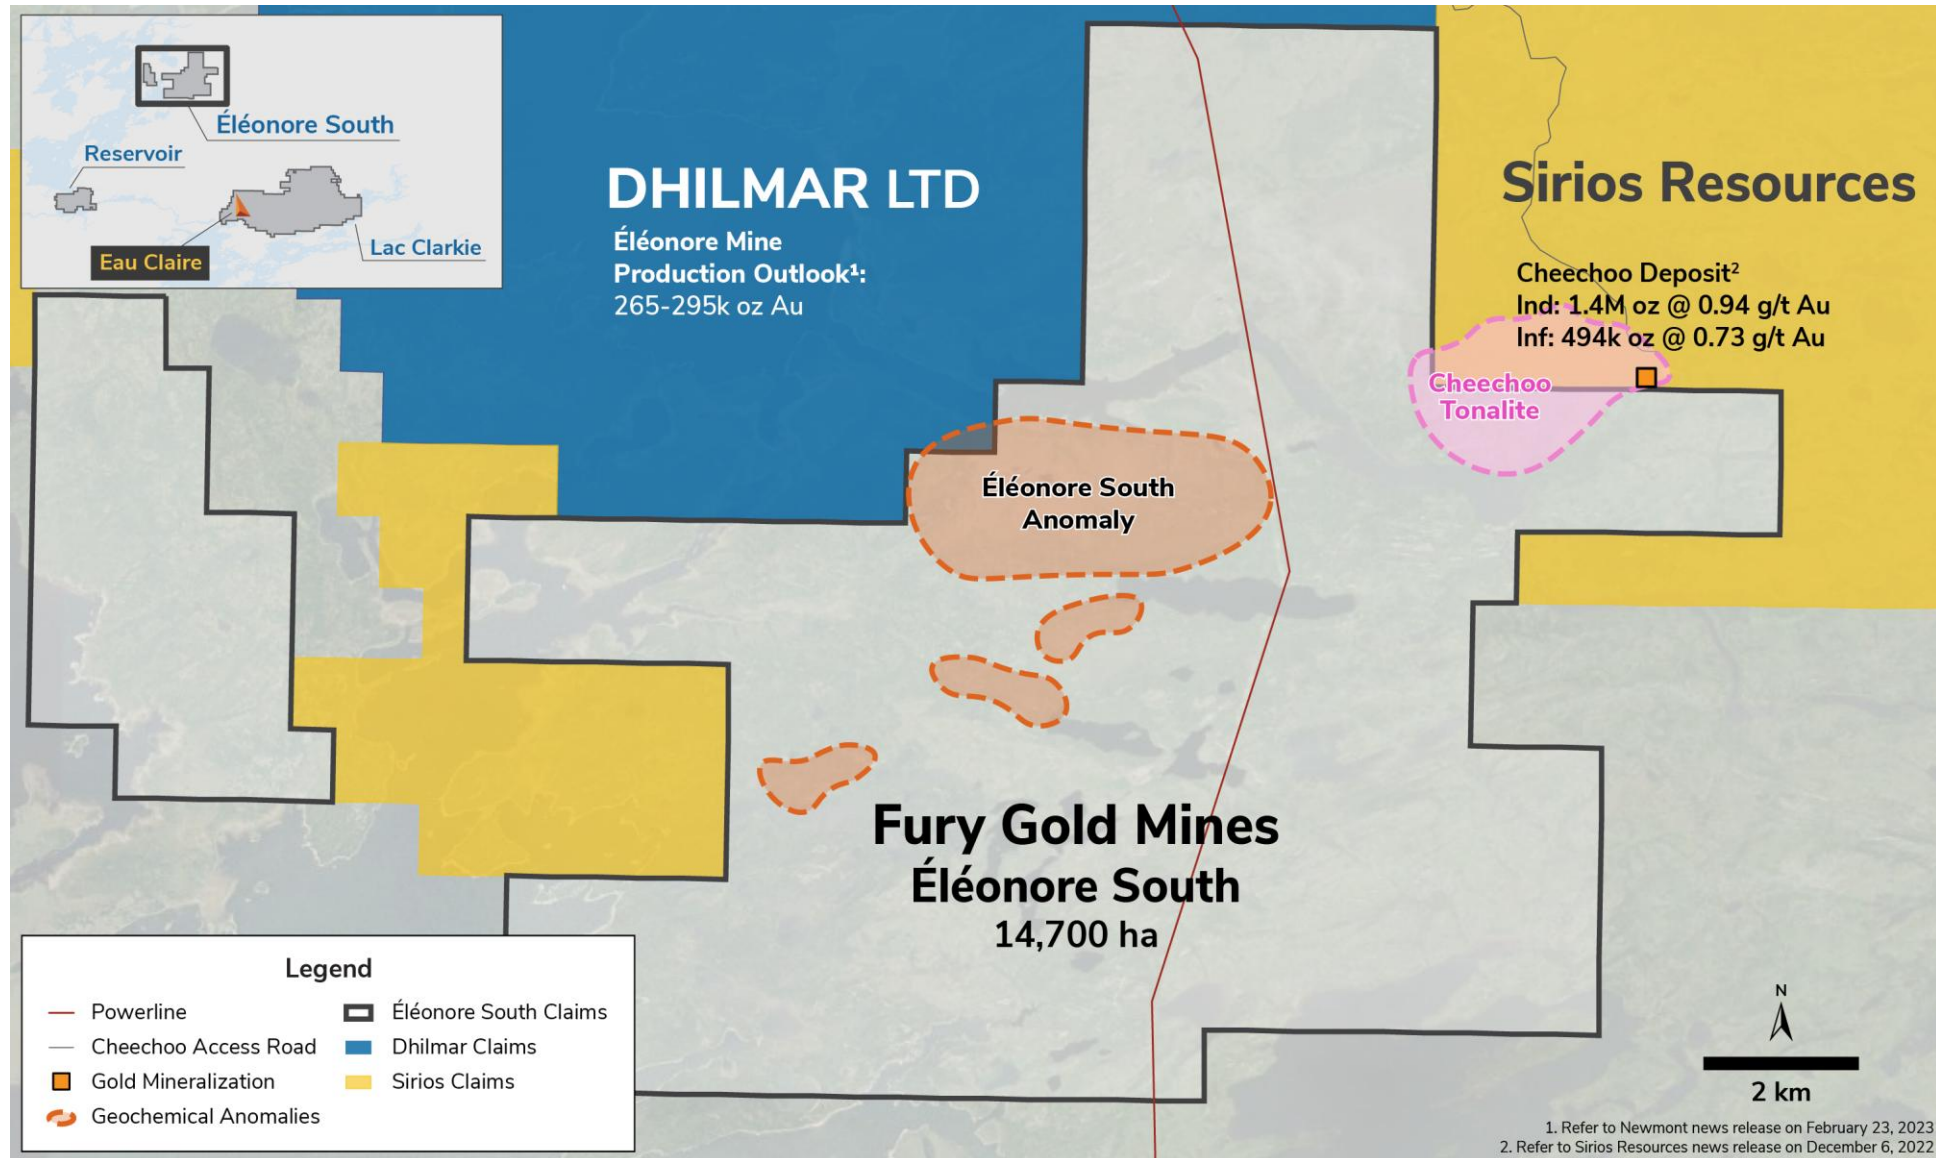 Éléonore South
Reservoir
Eau Claire
Lac Clarkie
DHILMAR LTD
Éléonore Mine
Production Outlook¹:
265-295k oz Au
Sirios Resources
Cheechoo Deposit²
Ind: 1.4M oz @ 0.94 g/t Au
Inf: 494k oz @ 0.73 g/t Au
Cheechoo
Tonalite
Éléonore South
Anomaly
Fury Gold Mines
Éléonore South
14,700 ha
Legend
Powerline
Cheechoo Access Road
Gold Mineralization
Geochemical Anomalies
Éléonore South Claims
Dhilmar Claims
Sirios Claims
N
2 km
1. Refer to Newmont news release on February 23, 2023
2. Refer to Sirios Resources news release on December 6, 2022